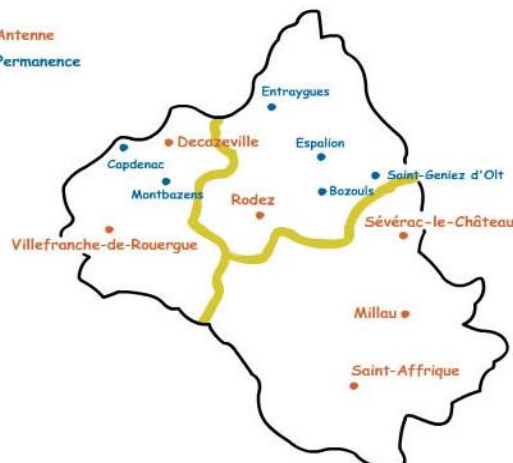 Antenne
Permanence
Entraygues
Decazeville
Espalion
Capdenac
Saint-Geniez d'Olt
Montbazens
Bozouls
Rodez
Sévérac-le-Château
Villefranche-de-Rouergue
Millau
Saint-Affrique